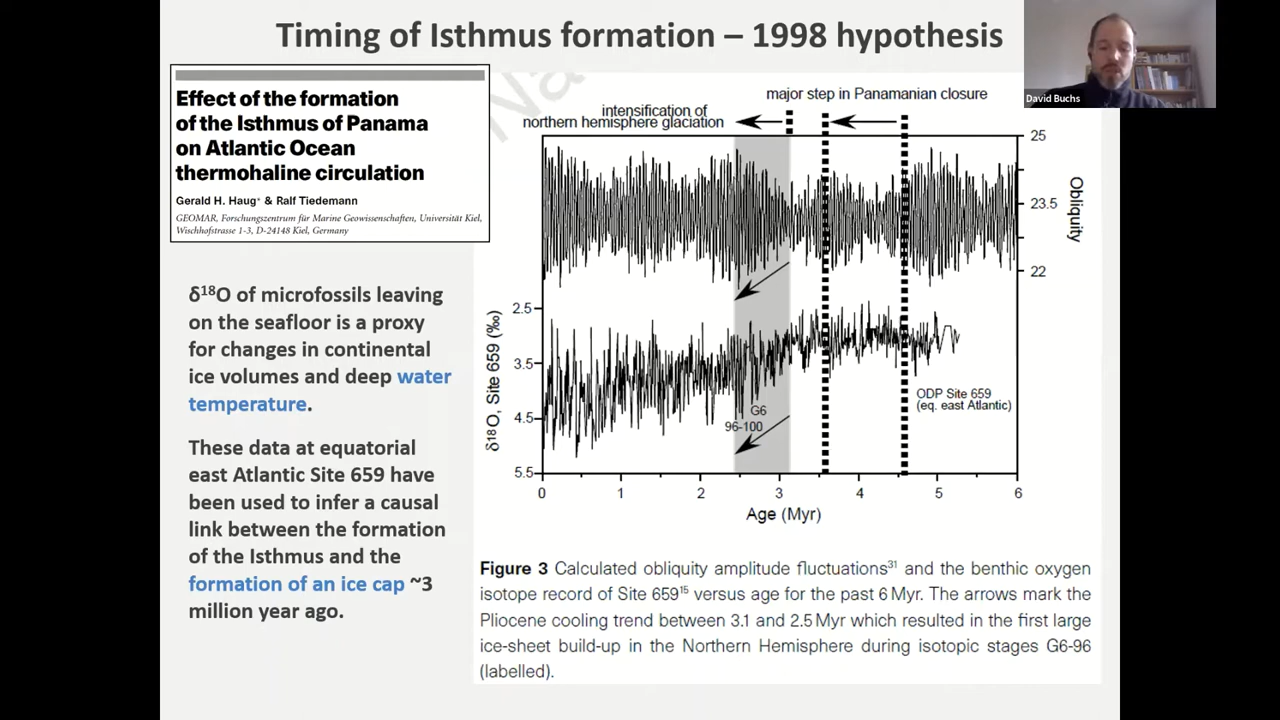 Timing of Isthmus formation – 1998 hypothesis
David Buchs
Effect of the formation
of the Isthmus of Panama
on Atlantic Ocean
thermohaline circulation
Gerald H. Haug* & Ralf Tiedemann
GEOMAR, Forschungszentrum für Marine Geowissenschaften, Universität Kiel,
Wischhofstrasse 1-3, D-24148 Kiel, Germany
δ¹⁸O of microfossils leaving
on the seafloor is a proxy
for changes in continental
ice volumes and deep water
temperature.
These data at equatorial
east Atlantic Site 659 have
been used to infer a causal
link between the formation
of the Isthmus and the
formation of an ice cap ~3
million year ago.
Na
major step in Panamanian closure
intensification of
northern hemisphere glaciation
25
23.5
22
Obliquity
2.5
3.5
4.5
5.5
δ¹⁸O, Site 659 (‰)
G6
96-100
ODP Site 659
(eq. east Atlantic)
0 1 2 3 4 5 6
Age (Myr)
Figure 3 Calculated obliquity amplitude fluctuations³¹ and the benthic oxygen
isotope record of Site 659¹⁵ versus age for the past 6 Myr. The arrows mark the
Pliocene cooling trend between 3.1 and 2.5 Myr which resulted in the first large
ice-sheet build-up in the Northern Hemisphere during isotopic stages G6-96
(labelled).